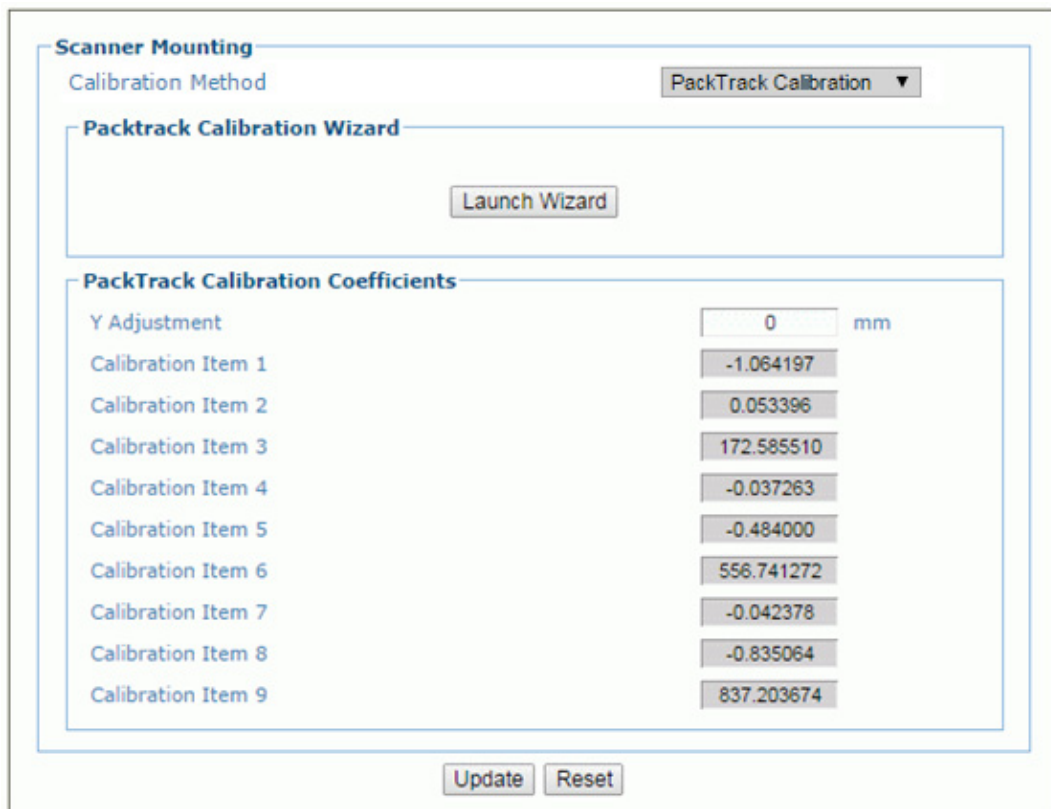 Scanner Mounting
Calibration Method PackTrack Calibration ▼
Packtrack Calibration Wizard
Launch Wizard
PackTrack Calibration Coefficients
Y Adjustment 0 mm
Calibration Item 1 -1.064197
Calibration Item 2 0.053396
Calibration Item 3 172.585510
Calibration Item 4 -0.037263
Calibration Item 5 -0.484000
Calibration Item 6 556.741272
Calibration Item 7 -0.042378
Calibration Item 8 -0.835064
Calibration Item 9 837.203674
Update Reset